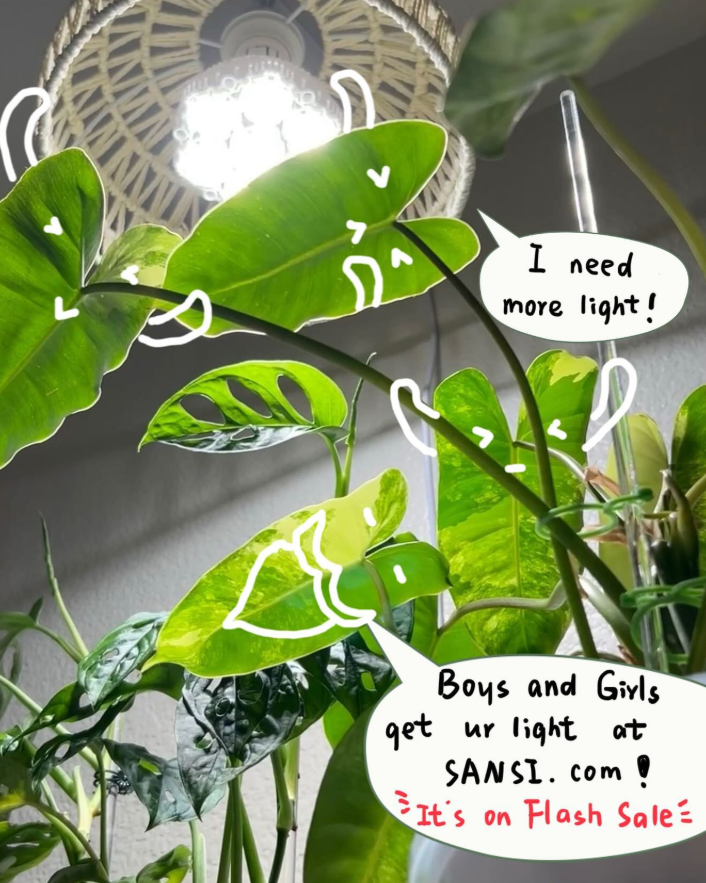 I need
more light!
Boys and Girls
get ur light at
SANSI.com!
It's on Flash Sale